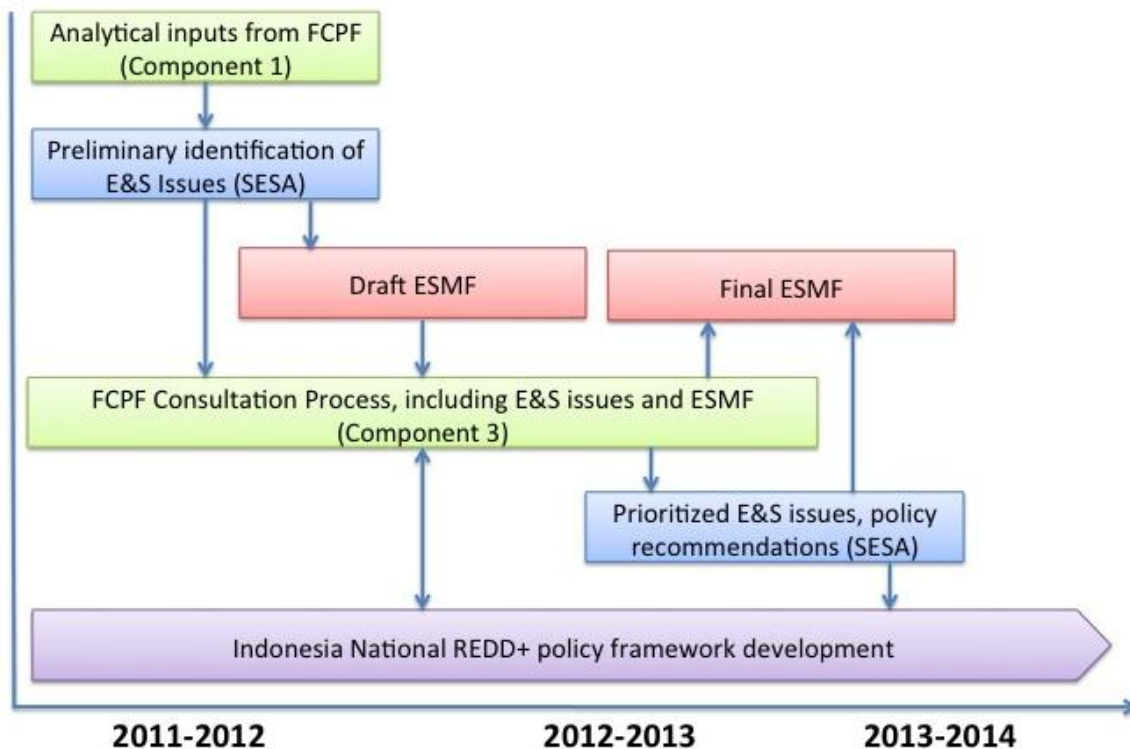 Analytical inputs from FCPF
(Component 1)
Preliminary identification of
E&S Issues (SESA)
Draft ESMF
Final ESMF
FCPF Consultation Process, including E&S issues and ESMF
(Component 3)
Prioritized E&S issues, policy
recommendations (SESA)
Indonesia National REDD+ policy framework development
2011-2012
2012-2013
2013-2014